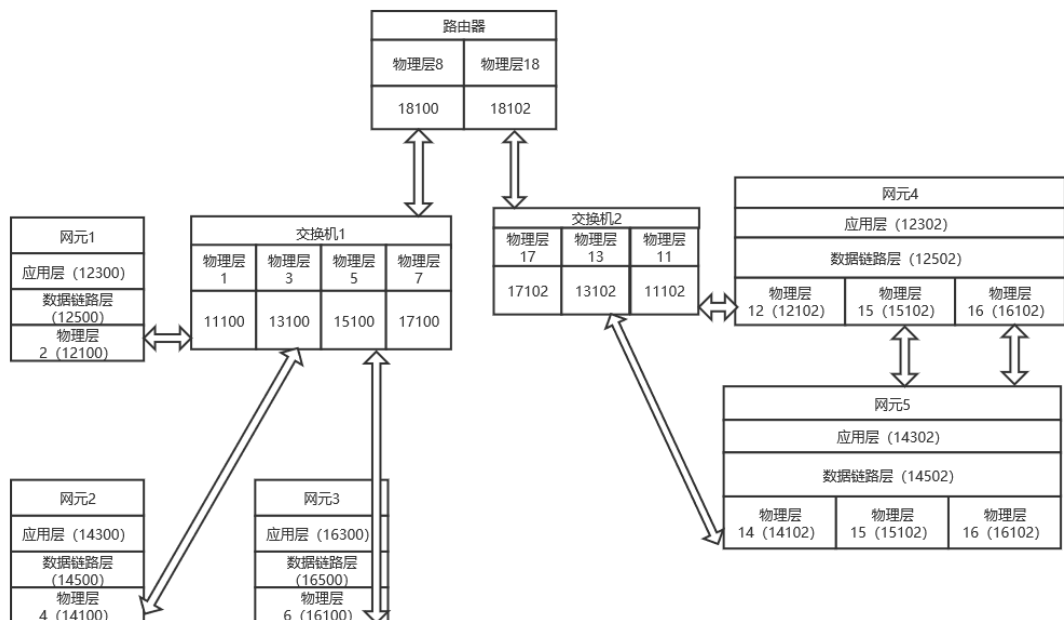 路由器
物理层8
物理层18
18100
18102
网元1
应用层（12300）
数据链路层
（12500）
物理层
2（12100）
交换机1
物理层
1
物理层
3
物理层
5
物理层
7
11100
13100
15100
17100
交换机2
物理层
17
物理层
13
物理层
11
17102
13102
11102
网元4
应用层（12302）
数据链路层（12502）
物理层
12（12102）
物理层
15（15102）
物理层
16（16102）
网元5
应用层（14302）
数据链路层（14502）
物理层
14（14102）
物理层
15（15102）
物理层
16（16102）
网元2
应用层（14300）
数据链路层
（14500）
物理层
4（14100）
网元3
应用层（16300）
数据链路层
（16500）
物理层
6（16100）